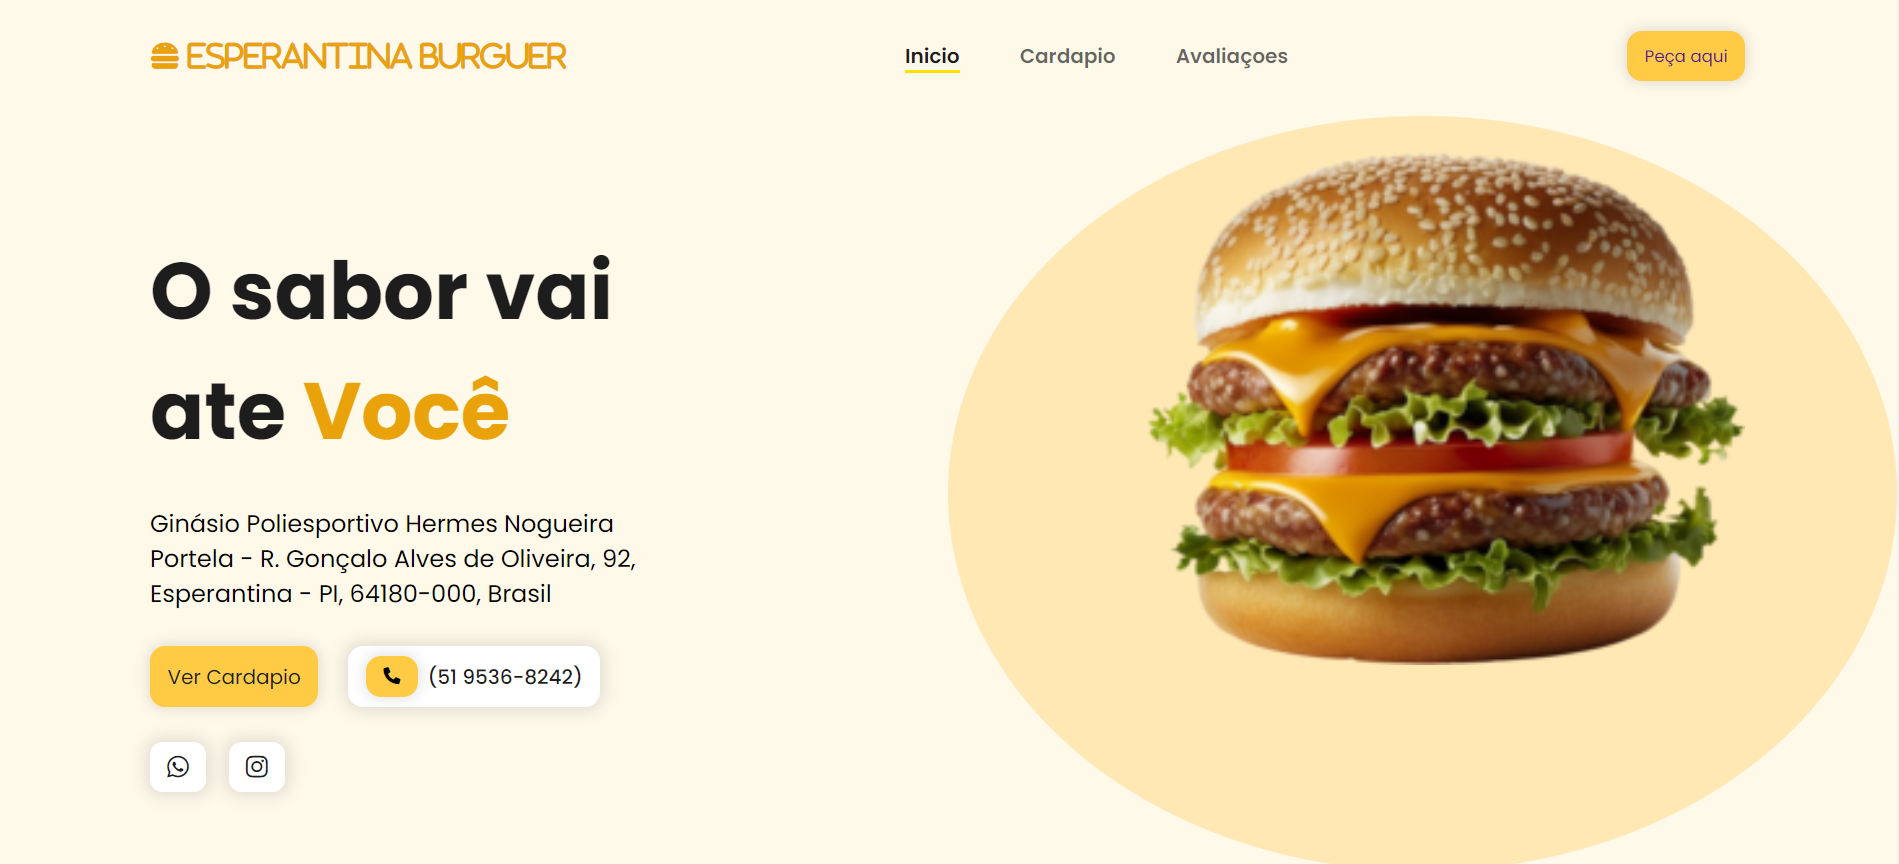 ESPERANTINA BURGUER
Inicio
Cardapio
Avaliaçoes
Peça aqui
O sabor vai
ate Você
Ginásio Poliesportivo Hermes Nogueira
Portela - R. Gonçalo Alves de Oliveira, 92,
Esperantina - PI, 64180-000, Brasil
Ver Cardapio
(51 9536-8242)